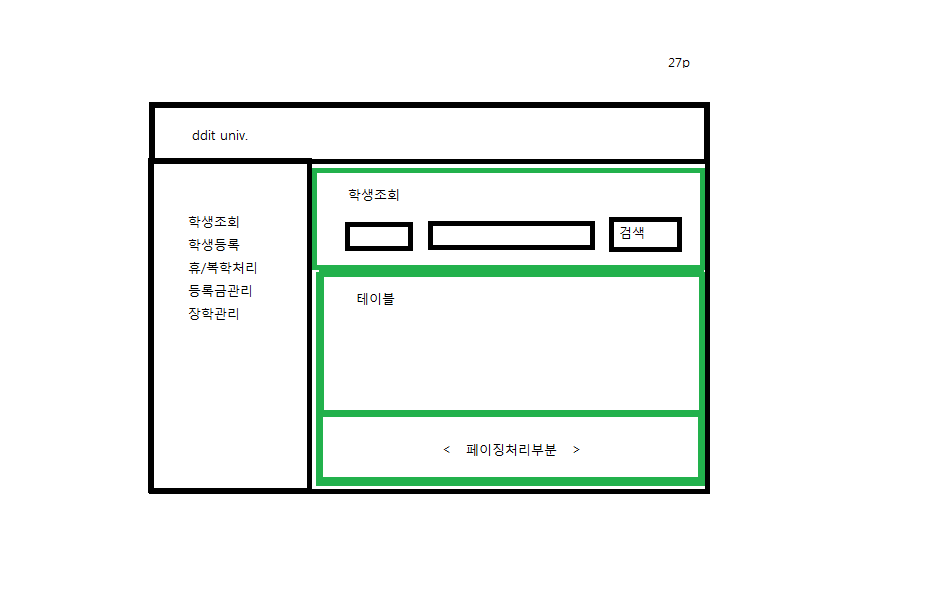 27p
ddit univ.
학생조회
학생등록
휴/복학처리
등록금관리
장학관리
학생조회
검색
테이블
< 페이징처리부분 >